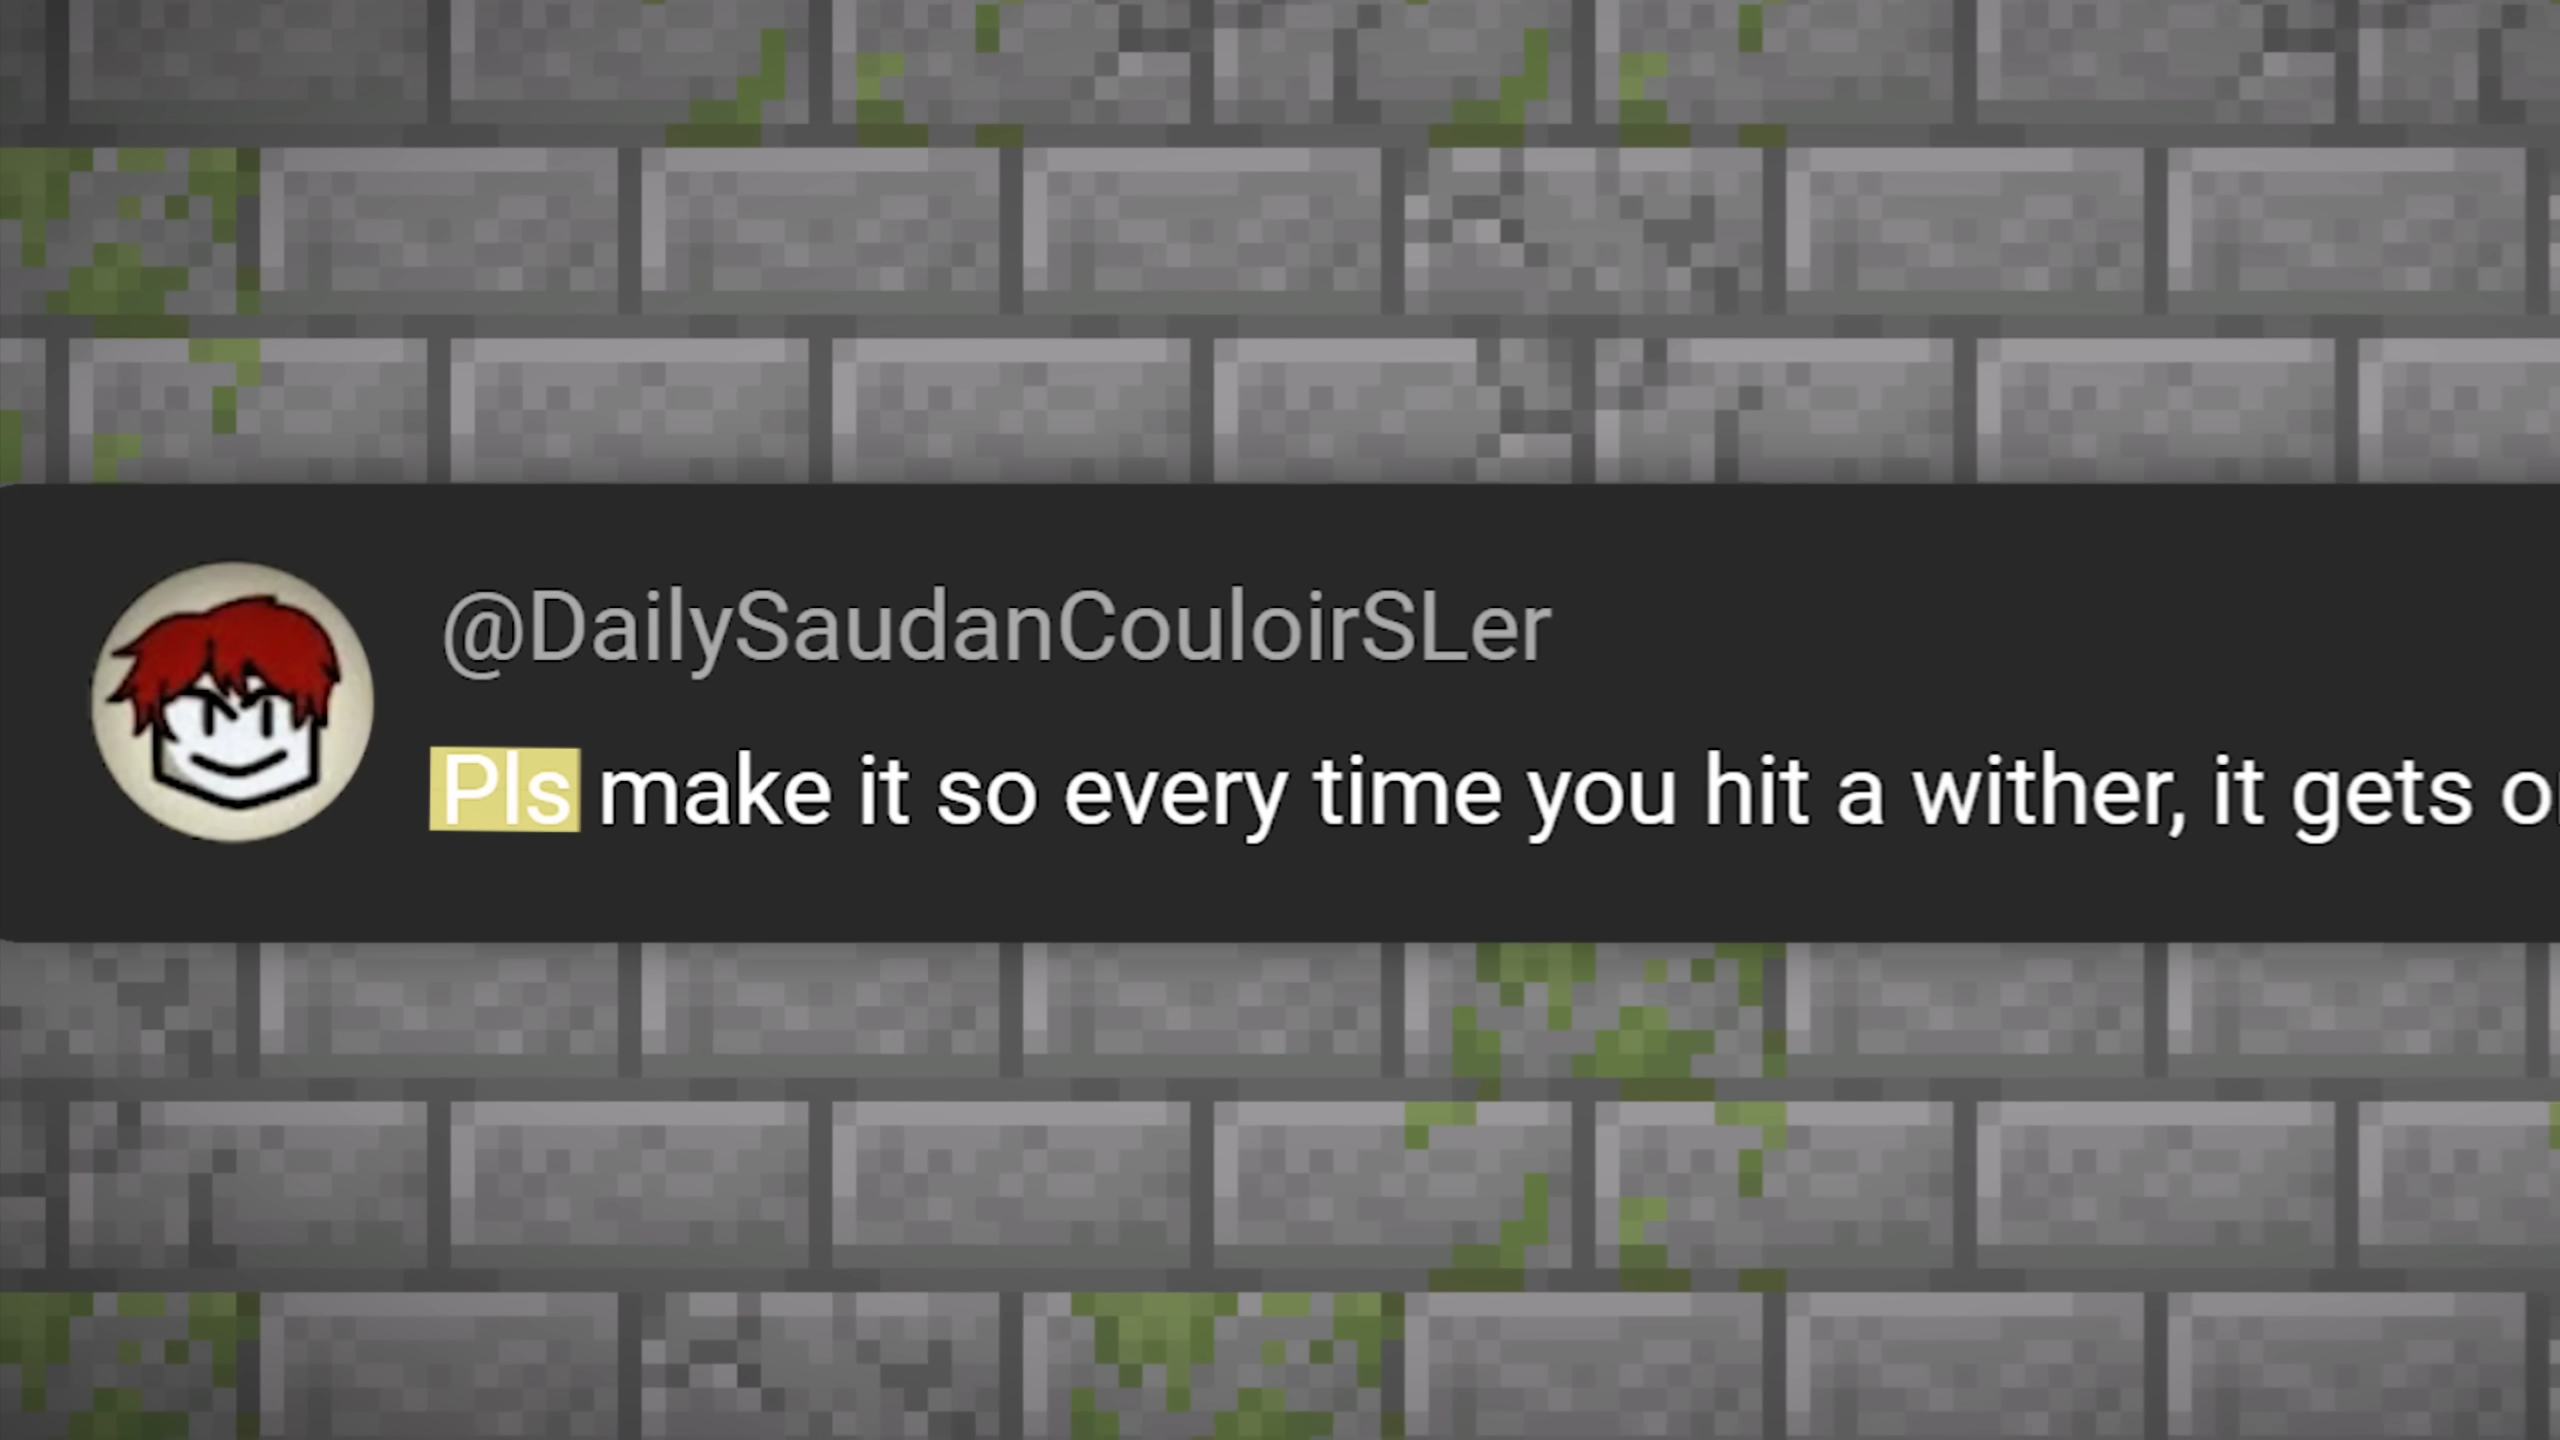 @DailySaudanCouloirSLer
Pls make it so every time you hit a wither, it gets